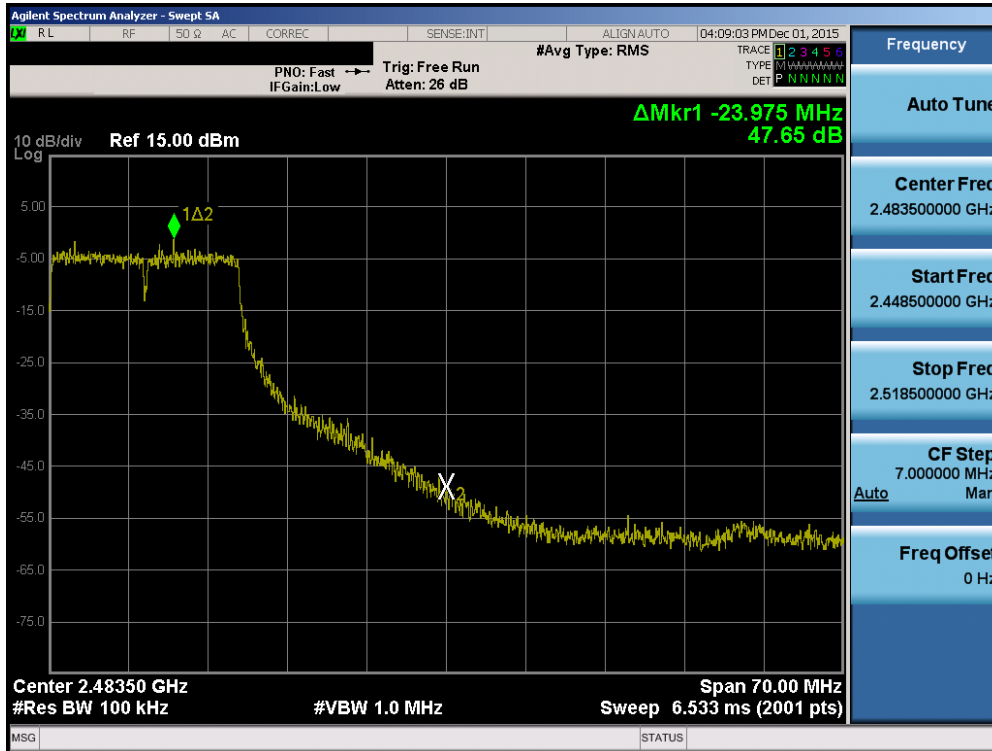 Agilent Spectrum Analyzer - Swept SA
LXI RL RF 50 Ω AC CORREC SENSE:INT ALIGN AUTO 04:09:03 PM Dec 01, 2015
#Avg Type: RMS
TRACE 1 2 3 4 5 6
PNO: Fast Trig: Free Run
TYPE MWWWWW
IFGain:Low Atten: 26 dB
DET P N N N N N
ΔMkr1 -23.975 MHz
10 dB/div Ref 15.00 dBm 47.65 dB
Log
1Δ2
5.00
-5.00
-15.0
-25.0
-35.0
-45.0
2
-55.0
-65.0
-75.0
Center 2.48350 GHz Span 70.00 MHz
#Res BW 100 kHz #VBW 1.0 MHz Sweep 6.533 ms (2001 pts)
MSG STATUS
Frequency
Auto Tune
Center Freq
2.483500000 GHz
Start Freq
2.448500000 GHz
Stop Freq
2.518500000 GHz
CF Step
7.000000 MHz
Auto Man
Freq Offset
0 Hz